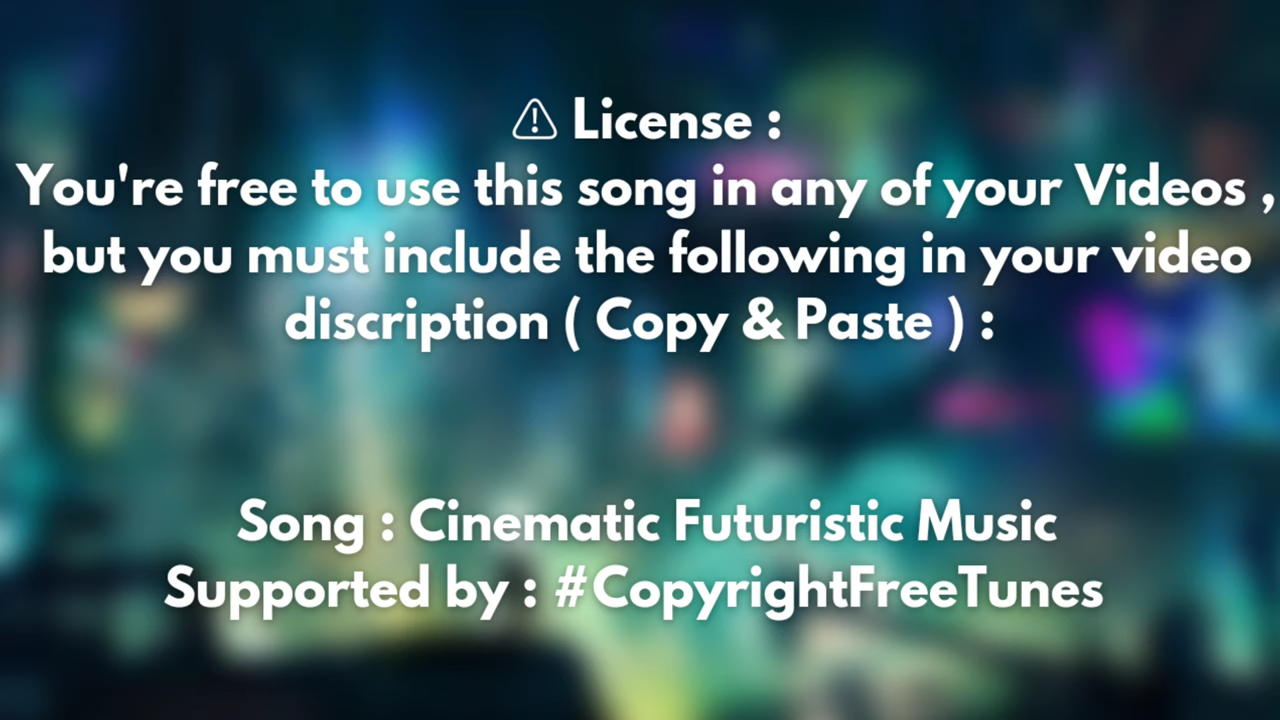 ⚠ License :
You're free to use this song in any of your Videos ,
but you must include the following in your video
discription ( Copy & Paste ) :
Song : Cinematic Futuristic Music
Supported by : #CopyrightFreeTunes